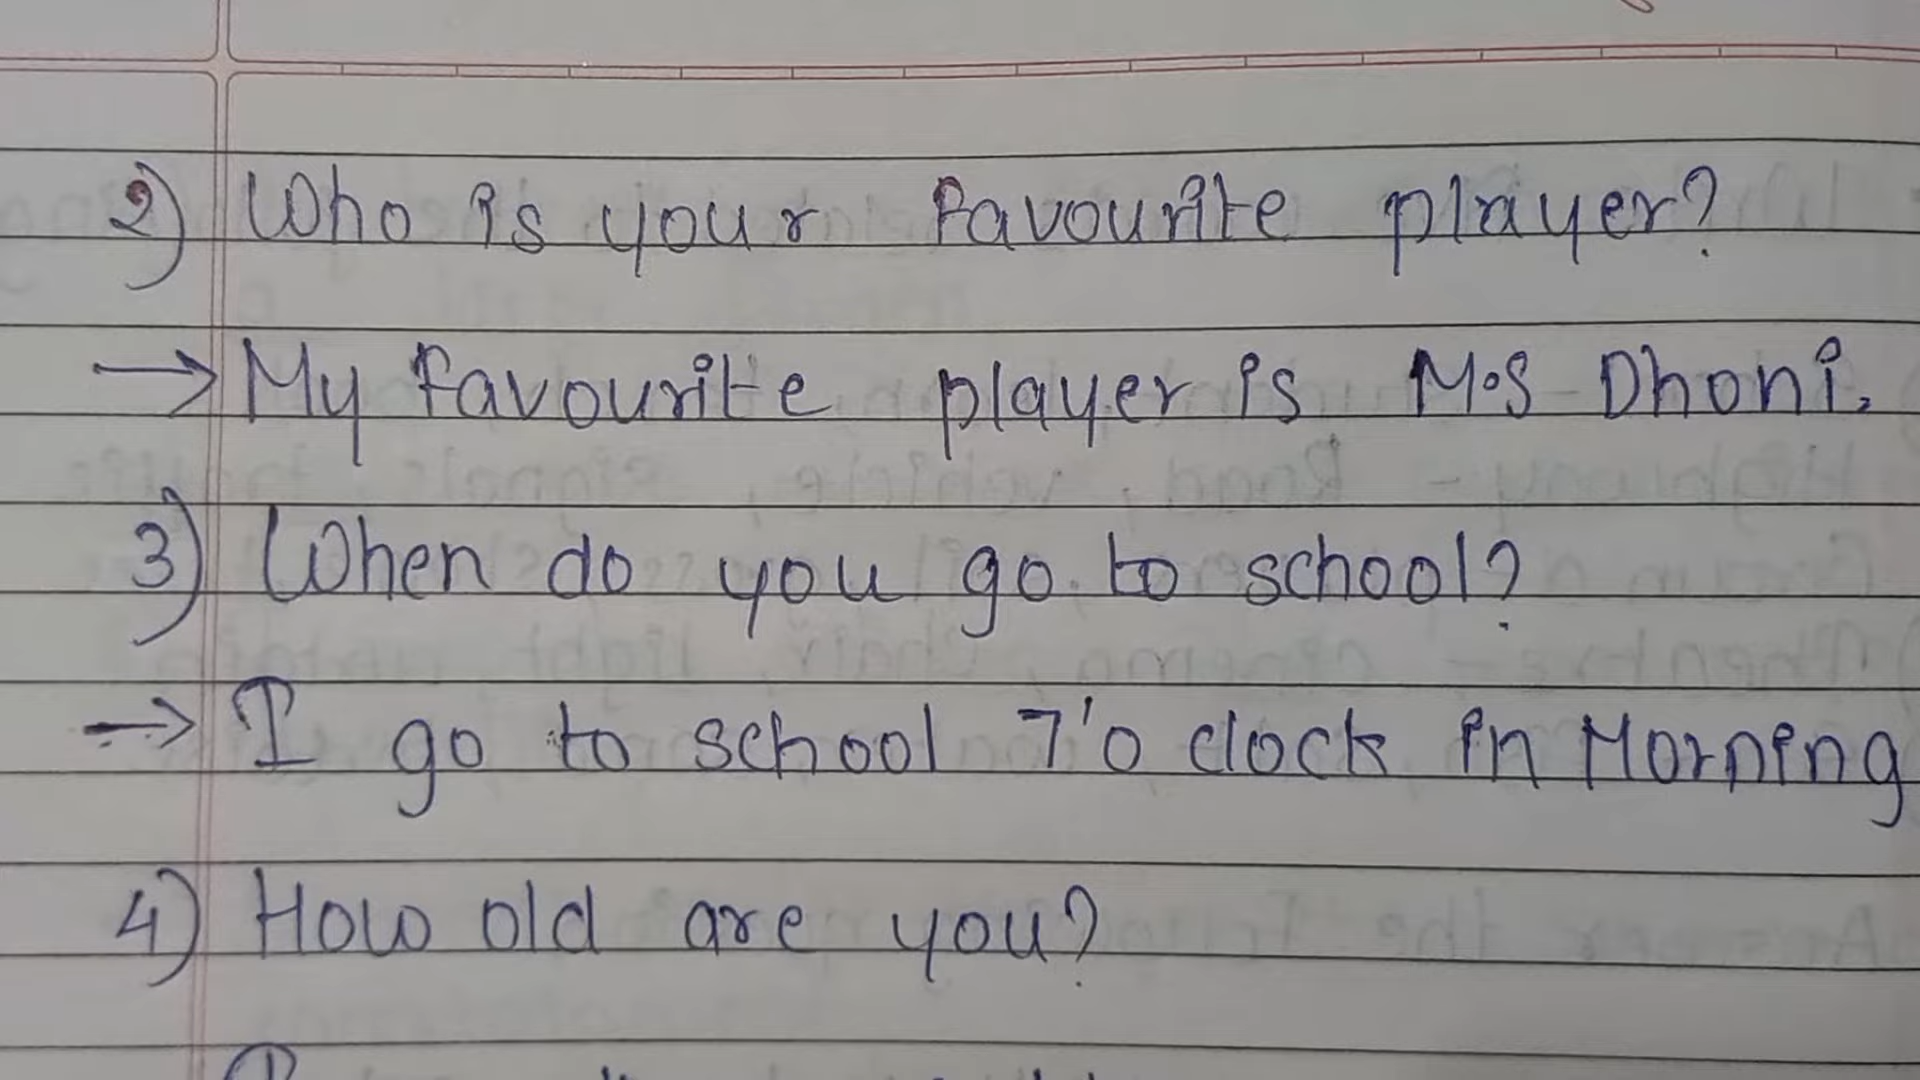 2) Who is your favourite player?
→ My favourite player is M.S Dhoni.
3) When do you go to school?
→ I go to school 7'o clock in Morning
4) How old are you?